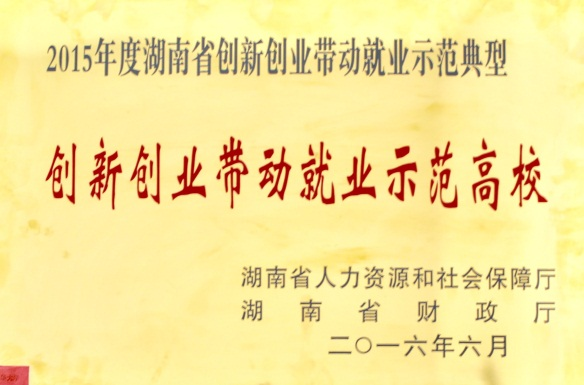 2015年度湖南省创新创业带动就业示范典型
创新创业带动就业示范高校
湖南省人力资源和社会保障厅
湖南省财政厅
二〇一六年六月